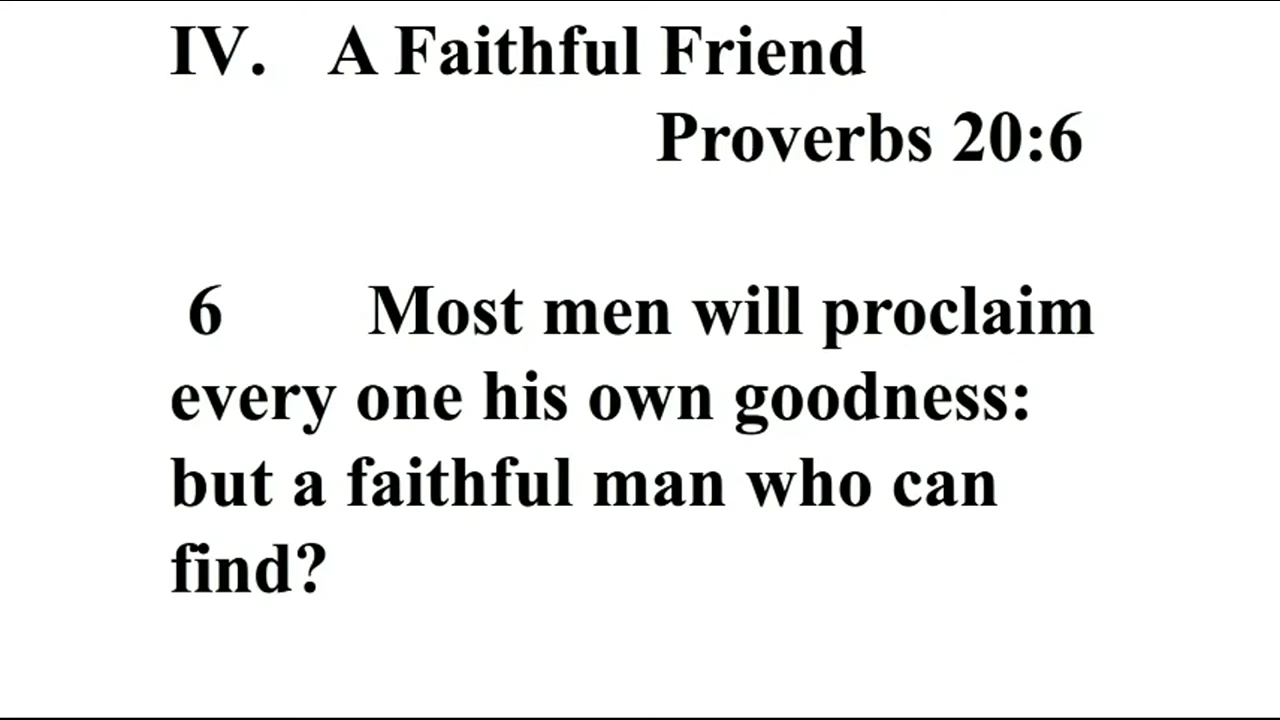 IV. A Faithful Friend
Proverbs 20:6
6 Most men will proclaim
every one his own goodness:
but a faithful man who can
find?